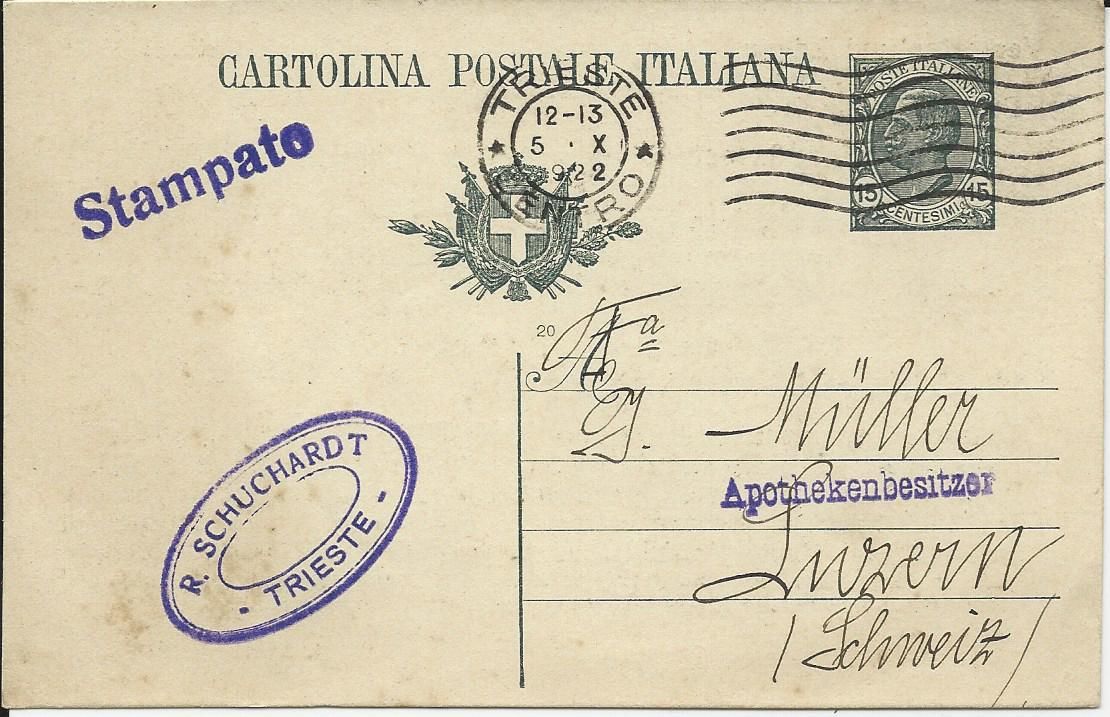 CARTOLINA POSTALE ITALIANA
POSTE ITALIANE
15 15
CENTESIMI
TRIESTE
12-13
5 · X
922
CENTRO
Stampato
20
Müller
Apothekenbesitzer
Luzern
(Schweiz)
R. SCHUCHARDT
- TRIESTE -